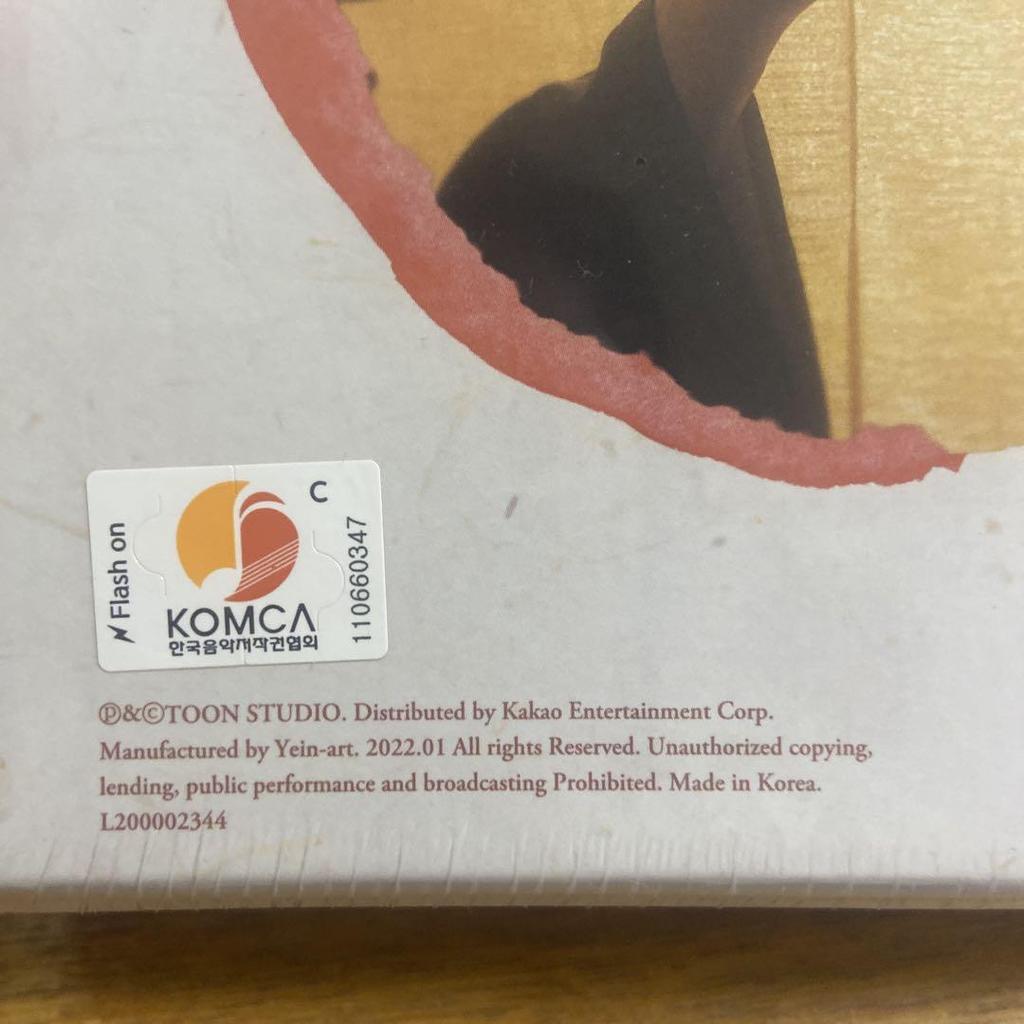 Flash on
C
110660347
KOMCA
한국음악저작권협회
Ⓟ&ⒸTOON STUDIO. Distributed by Kakao Entertainment Corp.
Manufactured by Yein-art. 2022.01 All rights Reserved. Unauthorized copying,
lending, public performance and broadcasting Prohibited. Made in Korea.
L200002344